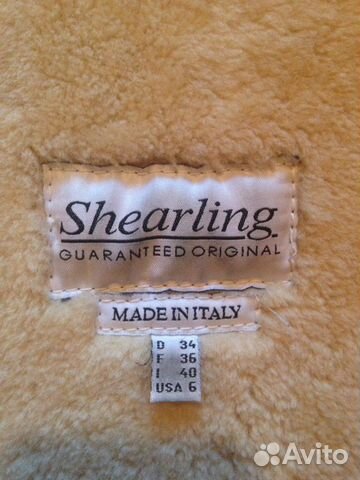 Shearling
GUARANTEED ORIGINAL
MADE IN ITALY
D 34
F 36
I 40
USA 6
Avito